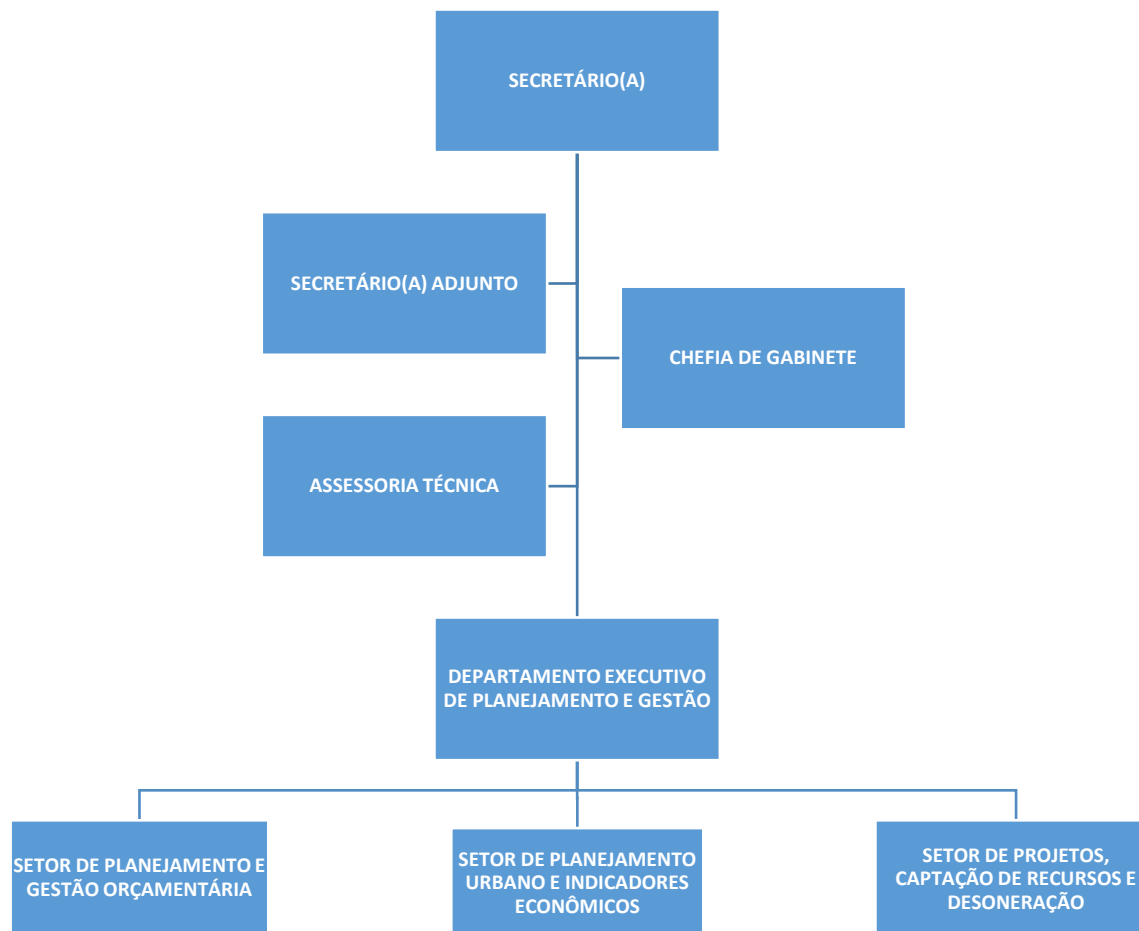 SECRETÁRIO(A)
SECRETÁRIO(A) ADJUNTO
CHEFIA DE GABINETE
ASSESSORIA TÉCNICA
DEPARTAMENTO EXECUTIVO
DE PLANEJAMENTO E GESTÃO
SETOR DE PLANEJAMENTO E
GESTÃO ORÇAMENTÁRIA
SETOR DE PLANEJAMENTO
URBANO E INDICADORES
ECONÔMICOS
SETOR DE PROJETOS,
CAPTAÇÃO DE RECURSOS E
DESONERAÇÃO